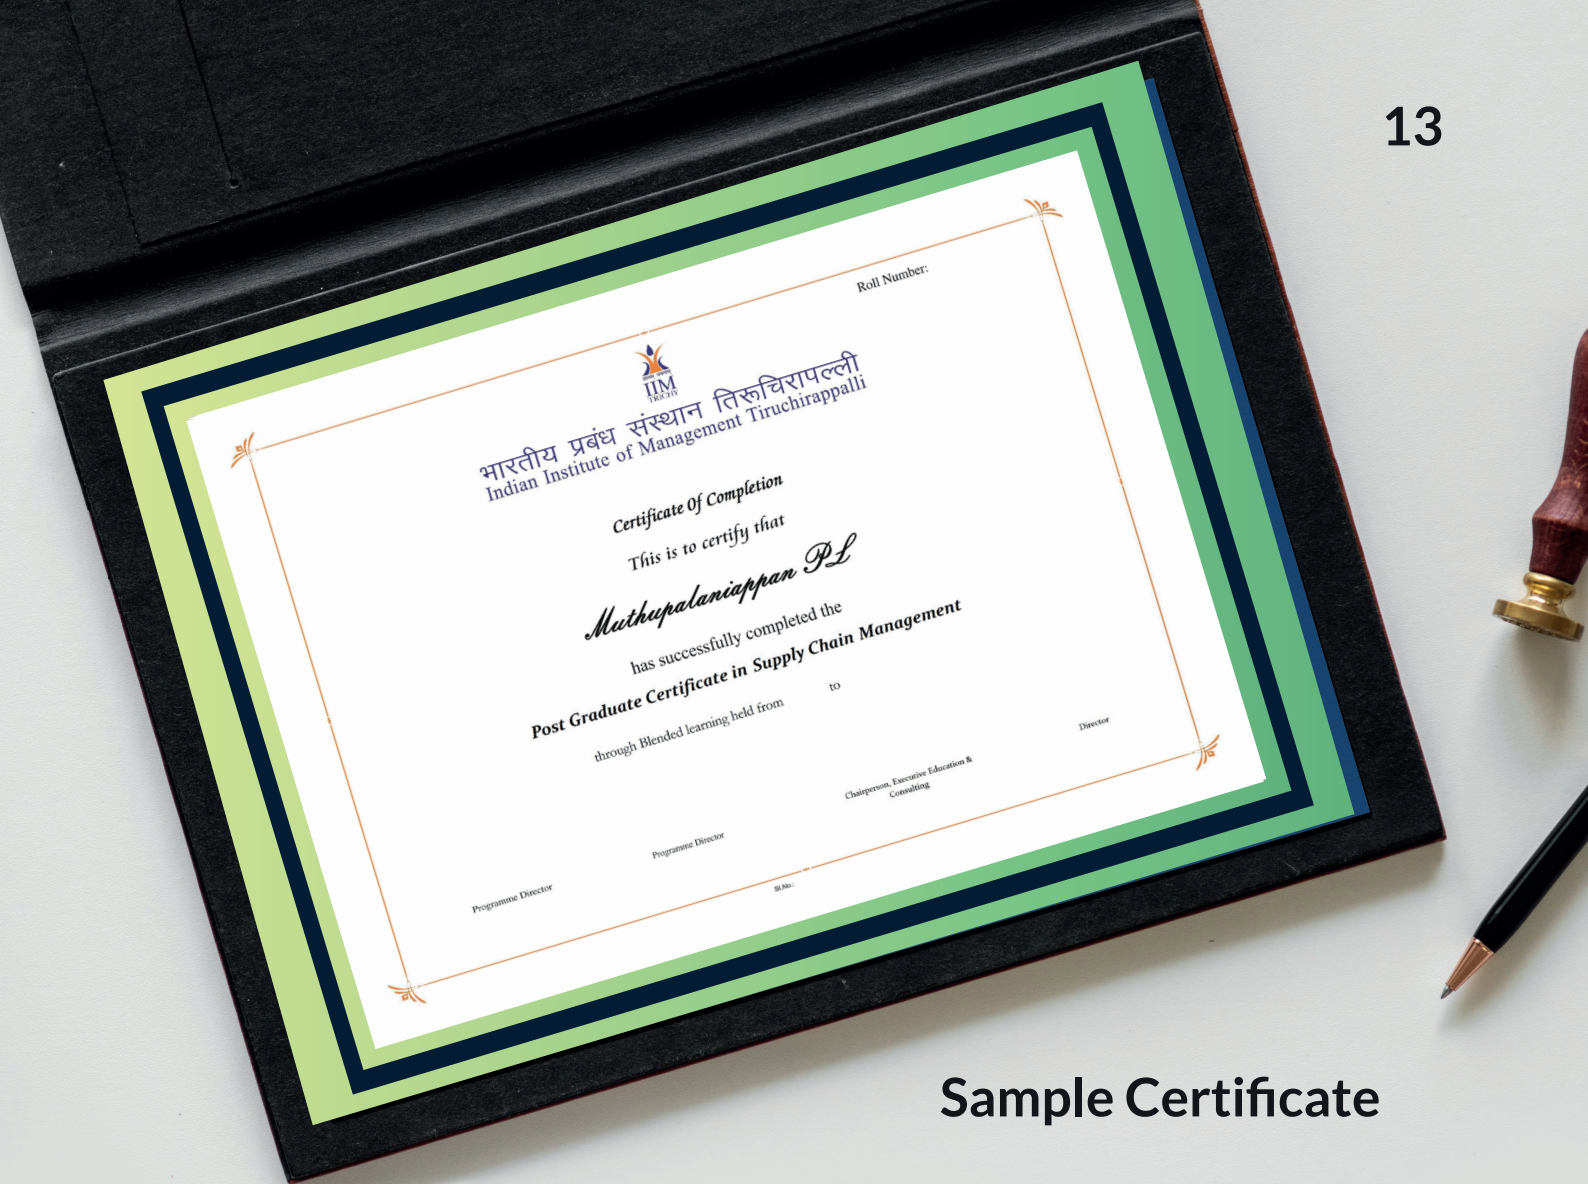 13
Roll Number:
IIM
TRICHY
भारतीय प्रबंध संस्थान तिरूचिरापल्ली
Indian Institute of Management Tiruchirappalli
Certificate Of Completion
This is to certify that
Muthupalaniappan PL
has successfully completed the
Post Graduate Certificate in Supply Chain Management
through Blended learning held from to
Programme Director
Programme Director
Chairperson, Executive Education &
Consulting
Director
Sl.No.:
Sample Certificate